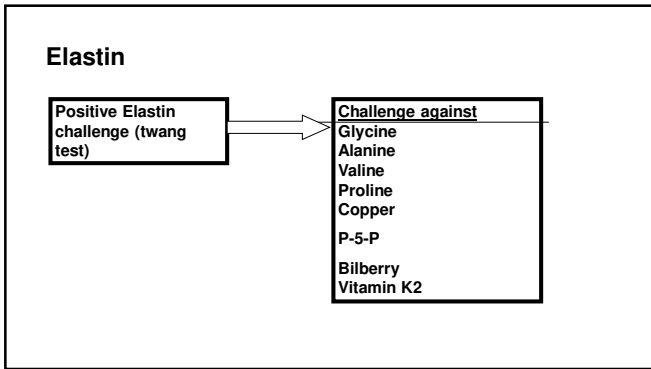 Elastin
Positive Elastin
challenge (twang
test)
Challenge against
Glycine
Alanine
Valine
Proline
Copper
P-5-P
Bilberry
Vitamin K2